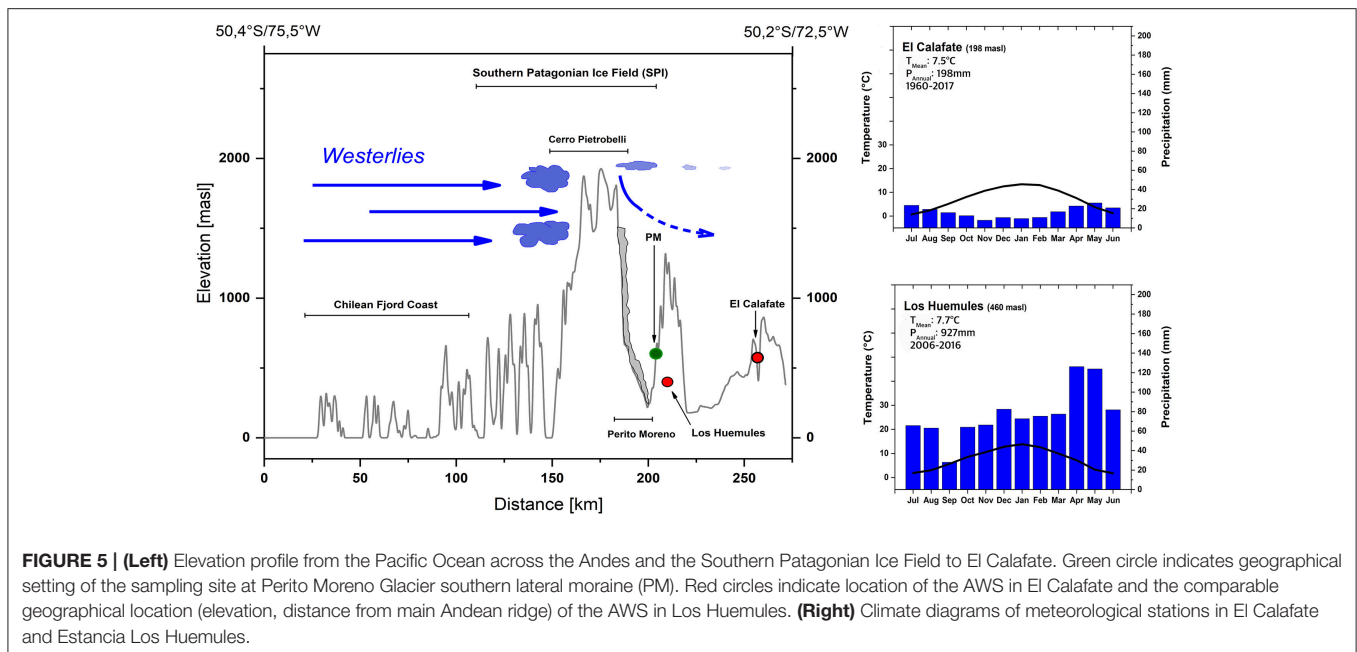 50,4°S/75,5°W
50,2°S/72,5°W
Southern Patagonian Ice Field (SPI)
Cerro Pietrobelli
Westerlies
PM
El Calafate
Chilean Fjord Coast
Perito Moreno
Los Huemules
Elevation [masl]
2000
1000
0
2000
1000
0
0 50 100 150 200 250
Distance [km]
El Calafate (198 masl)
TMean: 7.5°C
PAnnual: 198mm
1960-2017
Temperature (°C)
30
20
10
0
Precipitation (mm)
200
180
160
140
120
100
80
60
40
20
0
Jul Aug Sep Oct Nov Dec Jan Feb Mar Apr May Jun
Los Huemules (460 masl)
TMean: 7.7°C
PAnnual: 927mm
2006-2016
Temperature (°C)
30
20
10
0
Precipitation (mm)
200
180
160
140
120
100
80
60
40
20
0
Jul Aug Sep Oct Nov Dec Jan Feb Mar Apr May Jun
FIGURE 5 | (Left) Elevation profile from the Pacific Ocean across the Andes and the Southern Patagonian Ice Field to El Calafate. Green circle indicates geographical
setting of the sampling site at Perito Moreno Glacier southern lateral moraine (PM). Red circles indicate location of the AWS in El Calafate and the comparable
geographical location (elevation, distance from main Andean ridge) of the AWS in Los Huemules. (Right) Climate diagrams of meteorological stations in El Calafate
and Estancia Los Huemules.